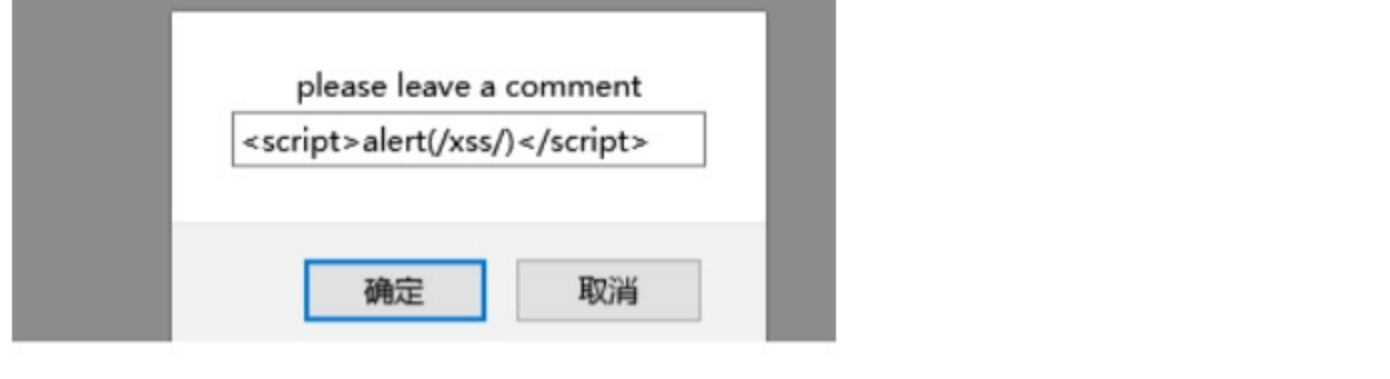 please leave a comment
<script>alert(/xss/)</script>
确定 取消